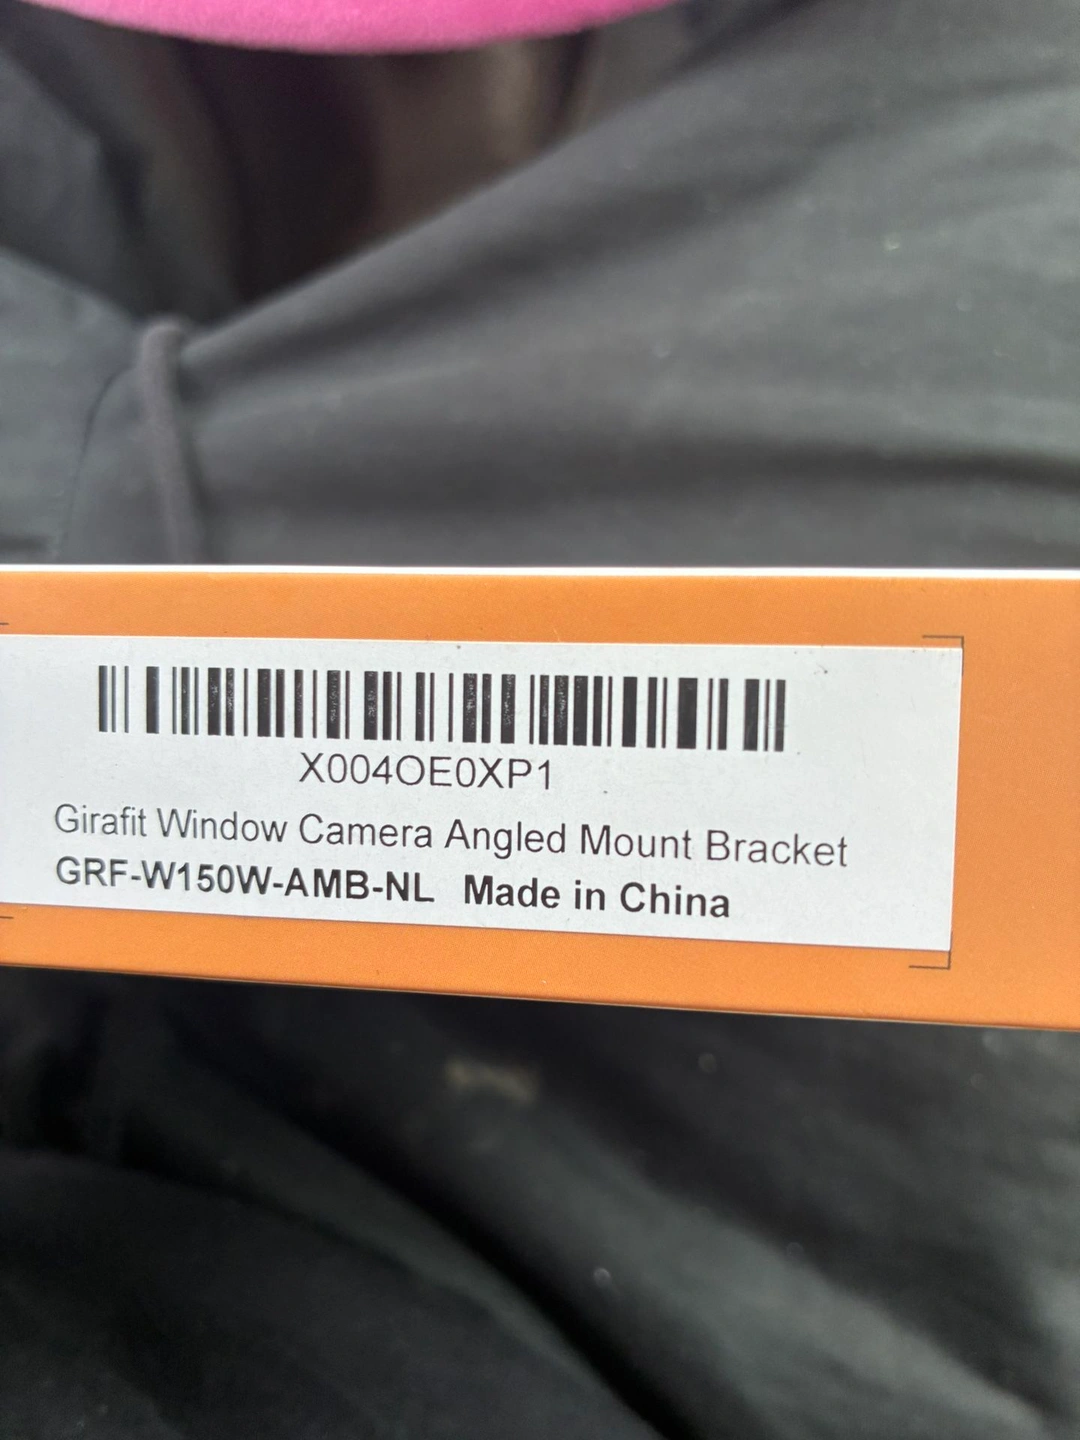 X004OE0XP1
Girafit Window Camera Angled Mount Bracket
GRF-W150W-AMB-NL Made in China